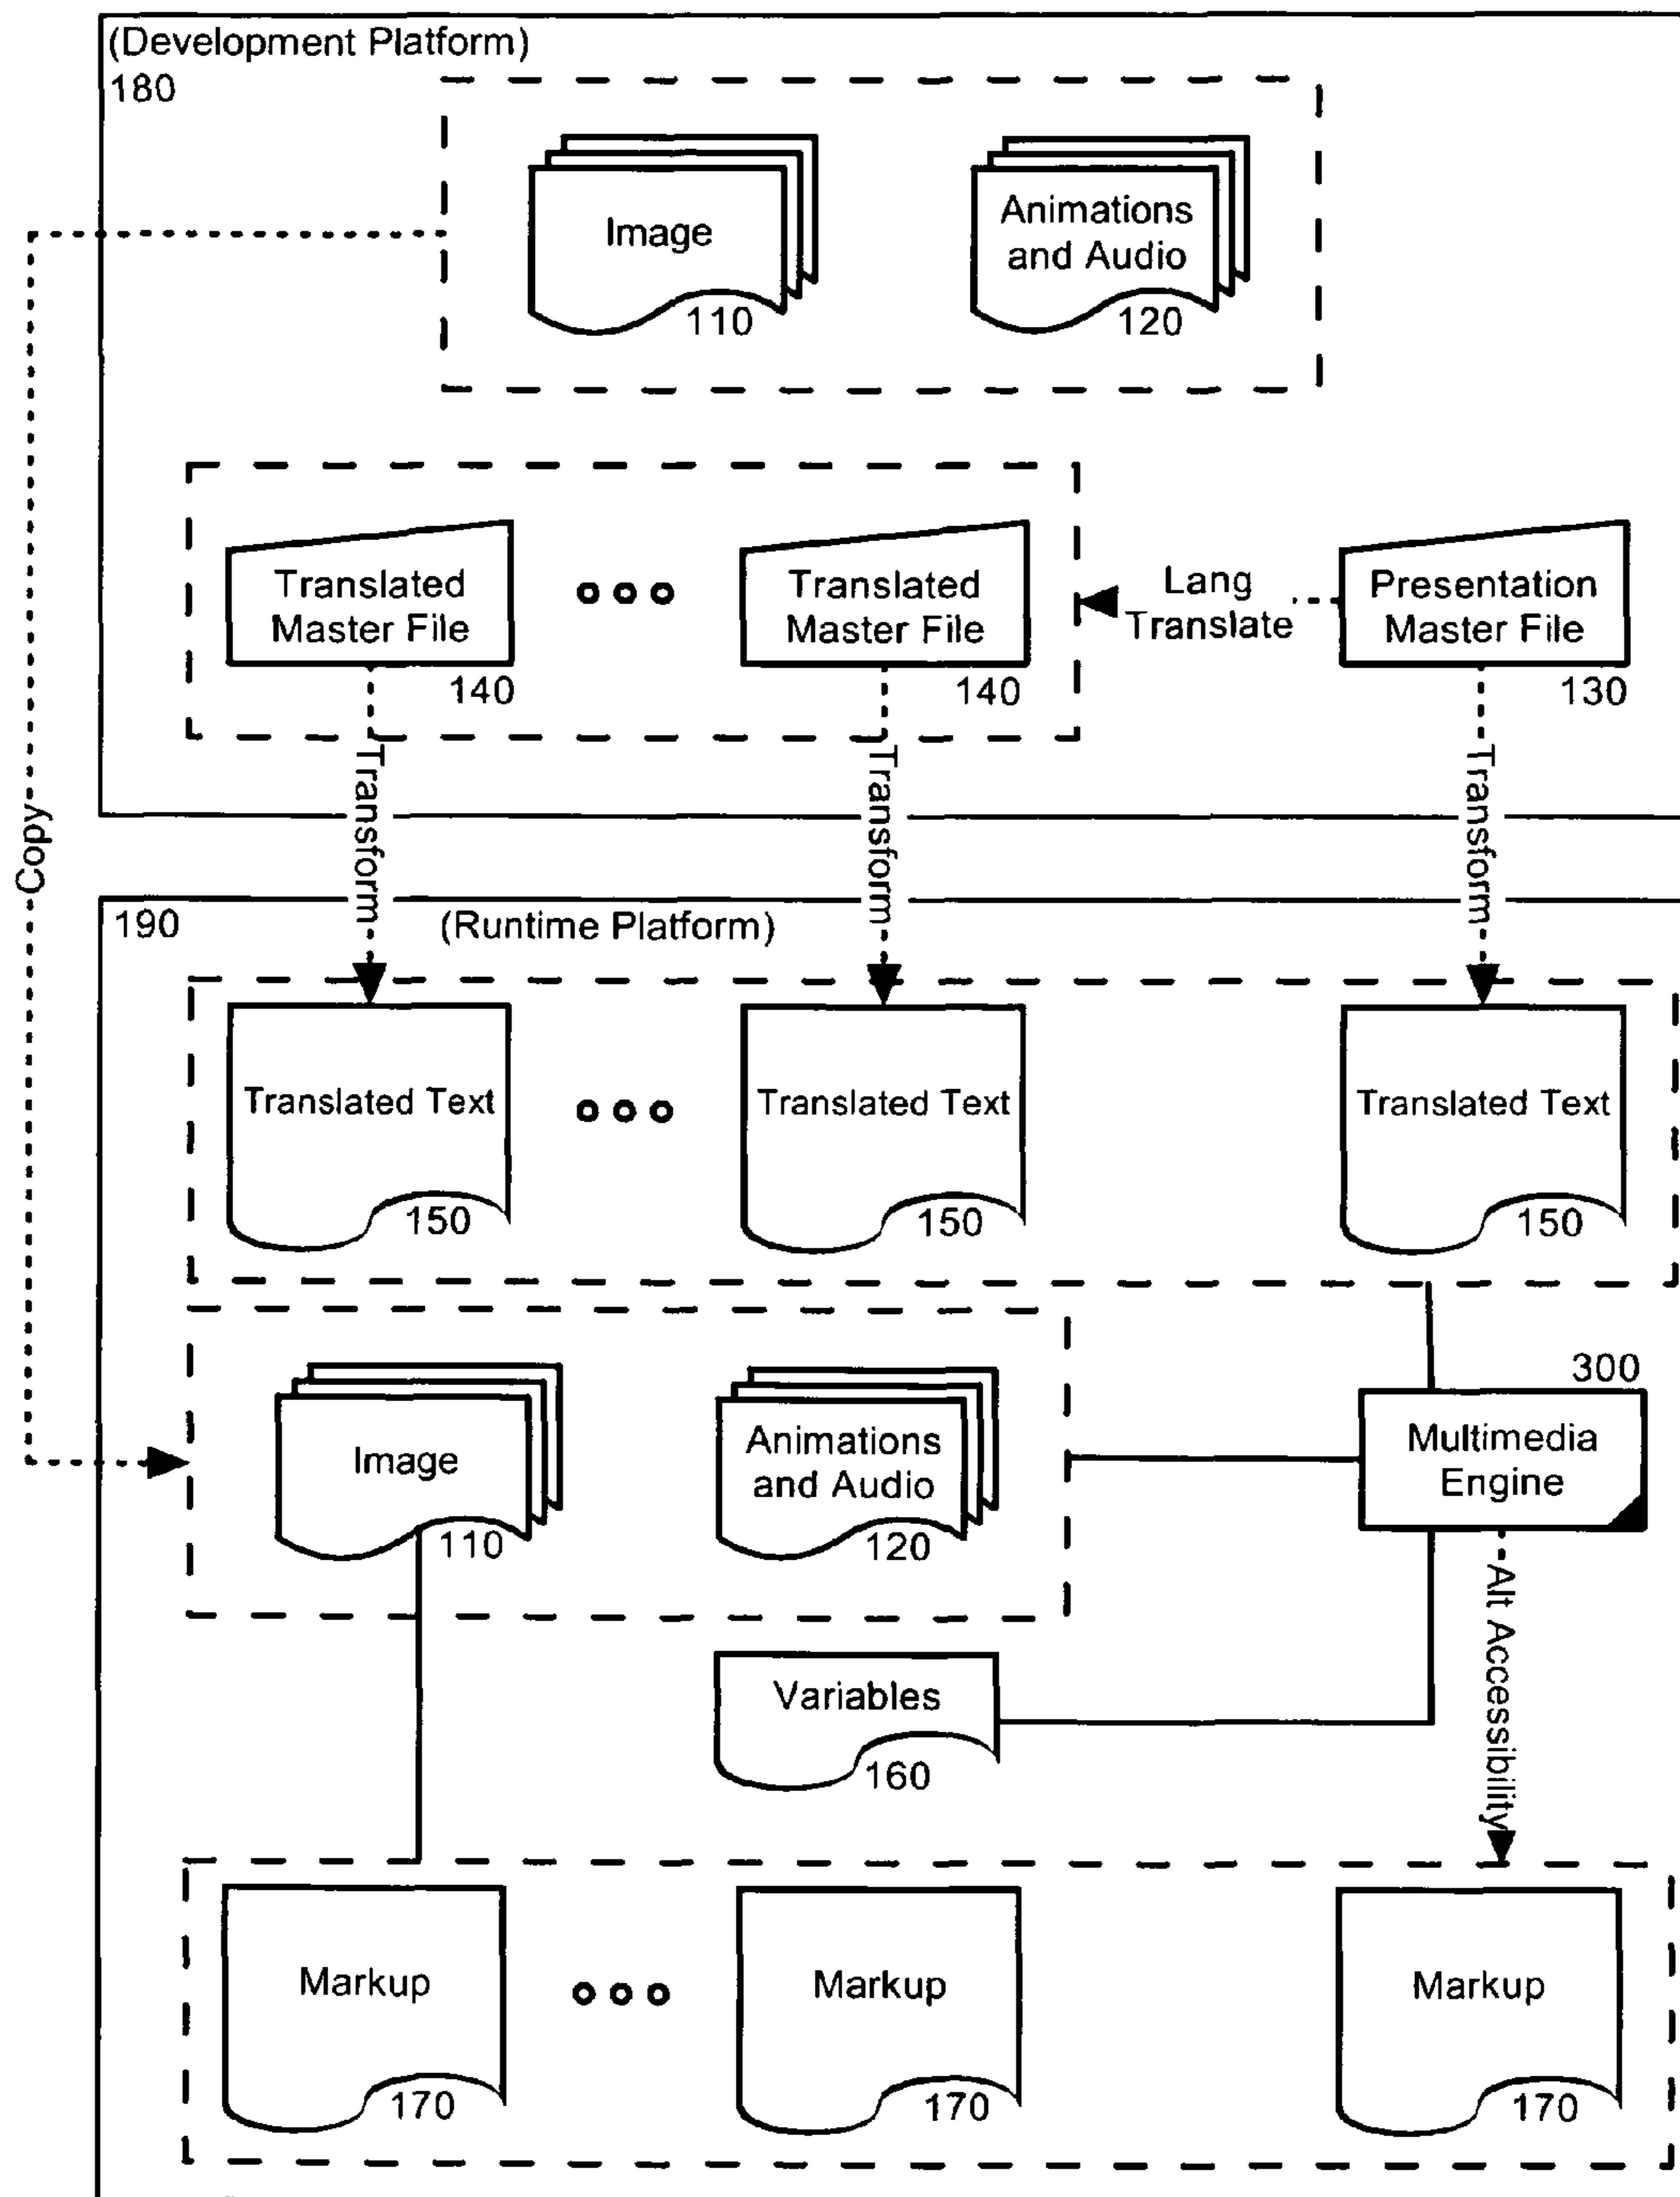 (Development Platform)
180
Image
110
Animations
and Audio
120
Translated
Master File
140
Translated
Master File
140
Lang
Translate
Presentation
Master File
130
Transform
Transform
Transform
Copy
190
(Runtime Platform)
Translated Text
150
Translated Text
150
Translated Text
150
Image
110
Animations
and Audio
120
300
Multimedia
Engine
Variables
160
Alt Accessibility
Markup
170
Markup
170
Markup
170